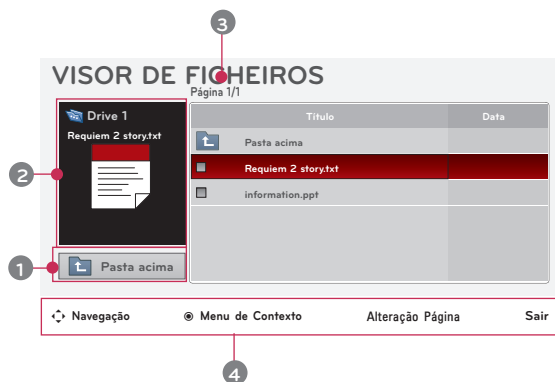 3
VISOR DE FICHEIROS
Página 1/1
Drive 1
Requiem 2 story.txt
Título Data
Pasta acima
Requiem 2 story.txt
information.ppt
2
1
Pasta acima
Navegação Menu de Contexto Alteração Página Sair
4